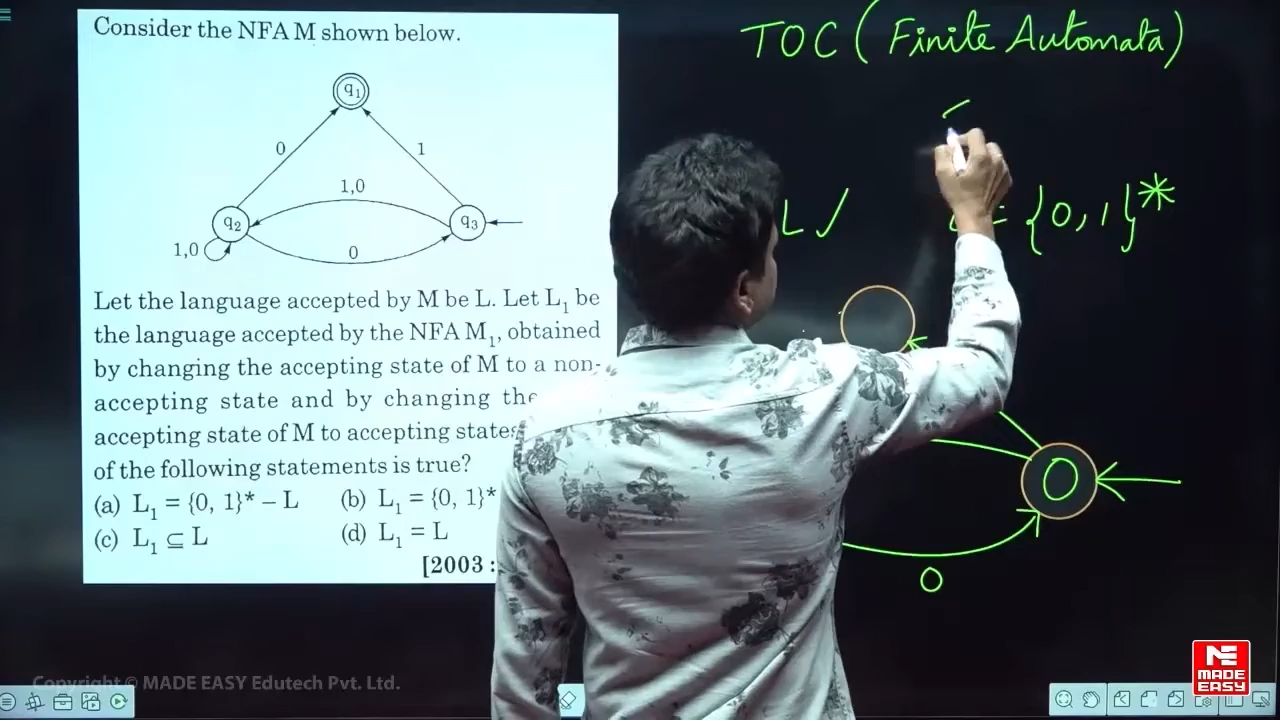 Consider the NFA M shown below.
q1
0
1
1,0
q2
q3
1,0
0
Let the language accepted by M be L. Let L1 be
the language accepted by the NFA M1, obtained
by changing the accepting state of M to a non-
accepting state and by changing the
accepting state of M to accepting states
of the following statements is true?
(a) L1 = {0, 1}* – L (b) L1 = {0, 1}*
(c) L1 ⊆ L (d) L1 = L
[2003 :
TOC ( Finite Automata )
L ✓
= {0, 1}*
0
Copyright © MADE EASY Edutech Pvt. Ltd.
MADE
EASY